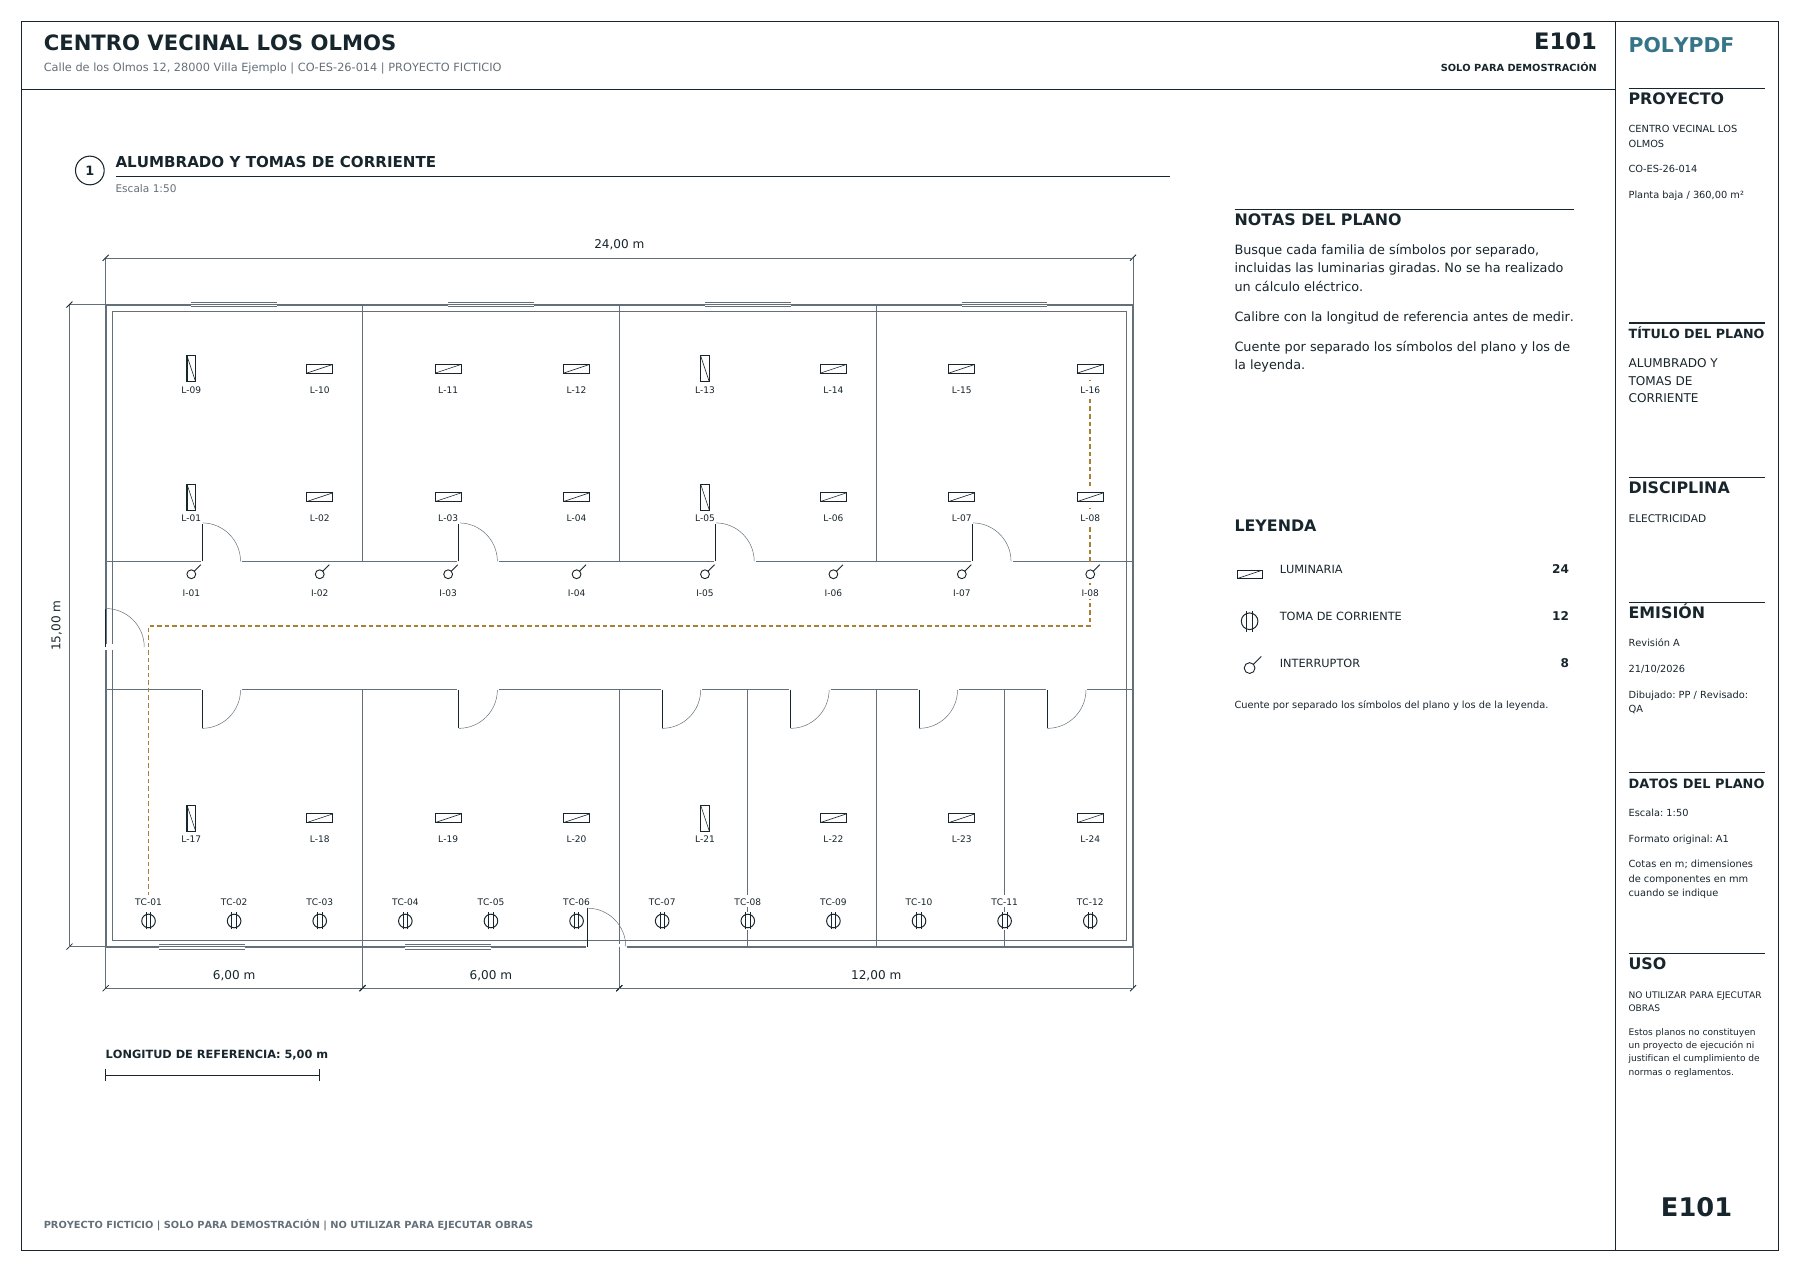 CENTRO VECINAL LOS OLMOS
Calle de los Olmos 12, 28000 Villa Ejemplo | CO-ES-26-014 | PROYECTO FICTICIO
E101
SOLO PARA DEMOSTRACIÓN
1
ALUMBRADO Y TOMAS DE CORRIENTE
Escala 1:50
24,00 m
15,00 m
L-09 L-10 L-11 L-12 L-13 L-14 L-15 L-16
L-01 L-02 L-03 L-04 L-05 L-06 L-07 L-08
I-01 I-02 I-03 I-04 I-05 I-06 I-07 I-08
L-17 L-18 L-19 L-20 L-21 L-22 L-23 L-24
TC-01 TC-02 TC-03 TC-04 TC-05 TC-06 TC-07 TC-08 TC-09 TC-10 TC-11 TC-12
6,00 m 6,00 m 12,00 m
LONGITUD DE REFERENCIA: 5,00 m
NOTAS DEL PLANO
Busque cada familia de símbolos por separado,
incluidas las luminarias giradas. No se ha realizado
un cálculo eléctrico.
Calibre con la longitud de referencia antes de medir.
Cuente por separado los símbolos del plano y los de
la leyenda.
LEYENDA
LUMINARIA 24
TOMA DE CORRIENTE 12
INTERRUPTOR 8
Cuente por separado los símbolos del plano y los de la leyenda.
POLYPDF
PROYECTO
CENTRO VECINAL LOS
OLMOS
CO-ES-26-014
Planta baja / 360,00 m²
TÍTULO DEL PLANO
ALUMBRADO Y
TOMAS DE
CORRIENTE
DISCIPLINA
ELECTRICIDAD
EMISIÓN
Revisión A
21/10/2026
Dibujado: PP / Revisado:
QA
DATOS DEL PLANO
Escala: 1:50
Formato original: A1
Cotas en m; dimensiones
de componentes en mm
cuando se indique
USO
NO UTILIZAR PARA EJECUTAR
OBRAS
Estos planos no constituyen
un proyecto de ejecución ni
justifican el cumplimiento de
normas o reglamentos.
E101
PROYECTO FICTICIO | SOLO PARA DEMOSTRACIÓN | NO UTILIZAR PARA EJECUTAR OBRAS